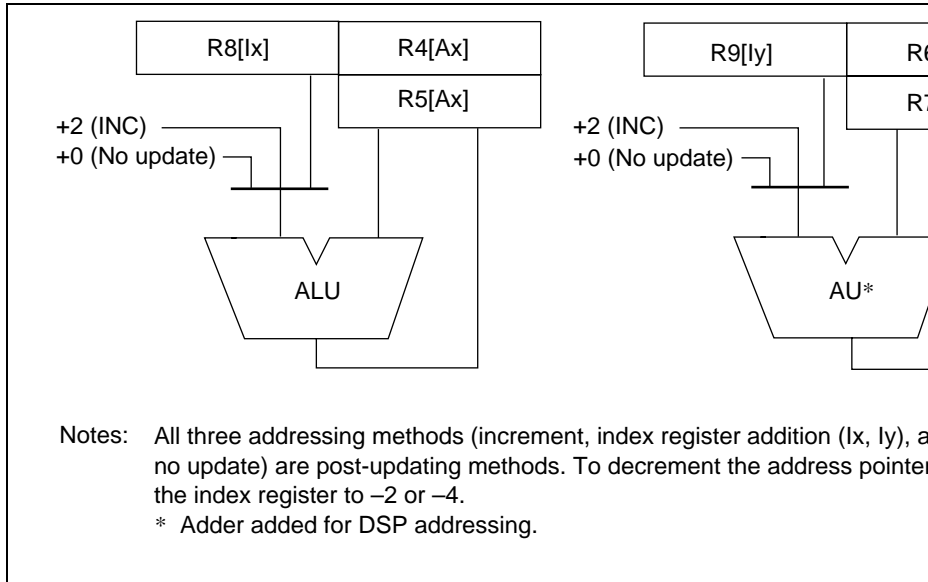 R8[Ix] R4[Ax] R9[Iy]
R5[Ax]
+2 (INC) +2 (INC)
+0 (No update) +0 (No update)
ALU AU*
Notes: All three addressing methods (increment, index register addition (Ix, Iy),
no update) are post-updating methods. To decrement the address pointer
the index register to –2 or –4.
* Adder added for DSP addressing.